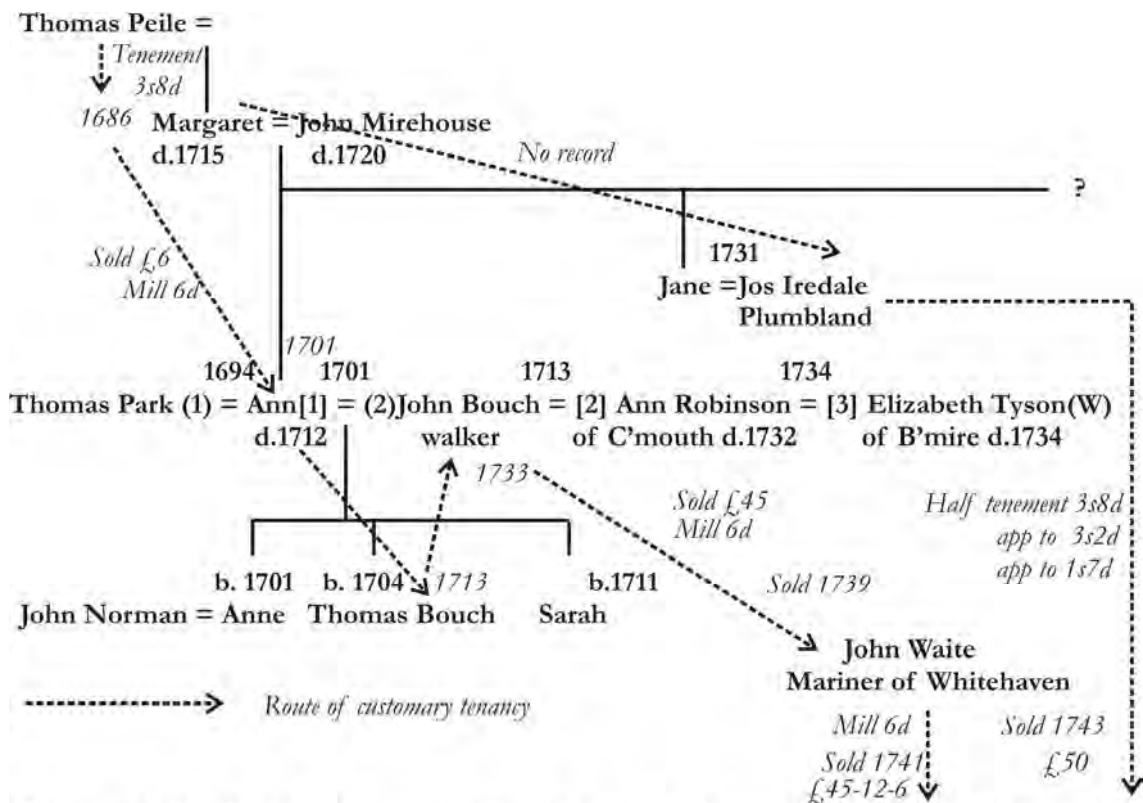 Thomas Peile =
Tenement
3s8d
1686 Margaret = John Mirehouse
d.1715 d.1720
No record
?
Sold £6
Mill 6d
1731
Jane =Jos Iredale
Plumbland
1701
1694 1701 1713 1734
Thomas Park (1) = Ann[1] = (2)John Bouch = [2] Ann Robinson = [3] Elizabeth Tyson(W)
d.1712 walker of C'mouth d.1732 of B'mire d.1734
1733
Sold £45
Mill 6d
Half tenement 3s8d
app to 3s2d
app to 1s7d
Sold 1739
b. 1701 b. 1704 1713 b.1711
John Norman = Anne Thomas Bouch Sarah
John Waite
Mariner of Whitehaven
Route of customary tenancy
Mill 6d Sold 1743
Sold 1741 £50
£45-12-6